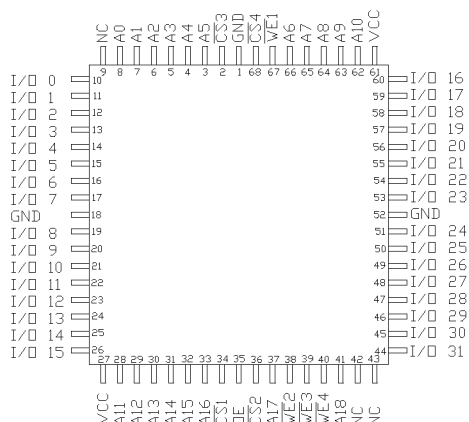 NC A0 A1 A2 A3 A4 A5 CS3 GND CS4 WE1 A6 A7 A8 A9 A10 VCC
9 8 7 6 5 4 3 2 1 68 67 66 65 64 63 62 61
I/O 0 10 60 I/O 16
I/O 1 11 59 I/O 17
I/O 2 12 58 I/O 18
I/O 3 13 57 I/O 19
I/O 4 14 56 I/O 20
I/O 5 15 55 I/O 21
I/O 6 16 54 I/O 22
I/O 7 17 53 I/O 23
GND 18 52 GND
I/O 8 19 51 I/O 24
I/O 9 20 50 I/O 25
I/O 10 21 49 I/O 26
I/O 11 22 48 I/O 27
I/O 12 23 47 I/O 28
I/O 13 24 46 I/O 29
I/O 14 25 45 I/O 30
I/O 15 26 44 I/O 31
27 28 29 30 31 32 33 34 35 36 37 38 39 40 41 42 43
VCC A11 A12 A13 A14 A15 A16 CS1 OE CS2 A17 WE2 WE3 WE4 A18 NC NC